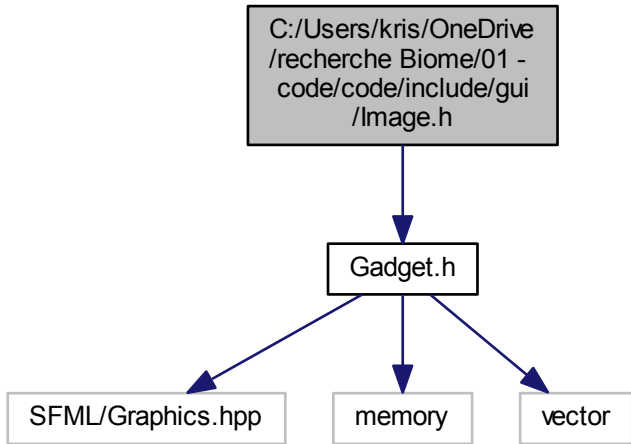 C:/Users/kris/OneDrive
/recherche Biome/01 -
code/code/include/gui
/Image.h
Gadget.h
SFML/Graphics.hpp
memory
vector